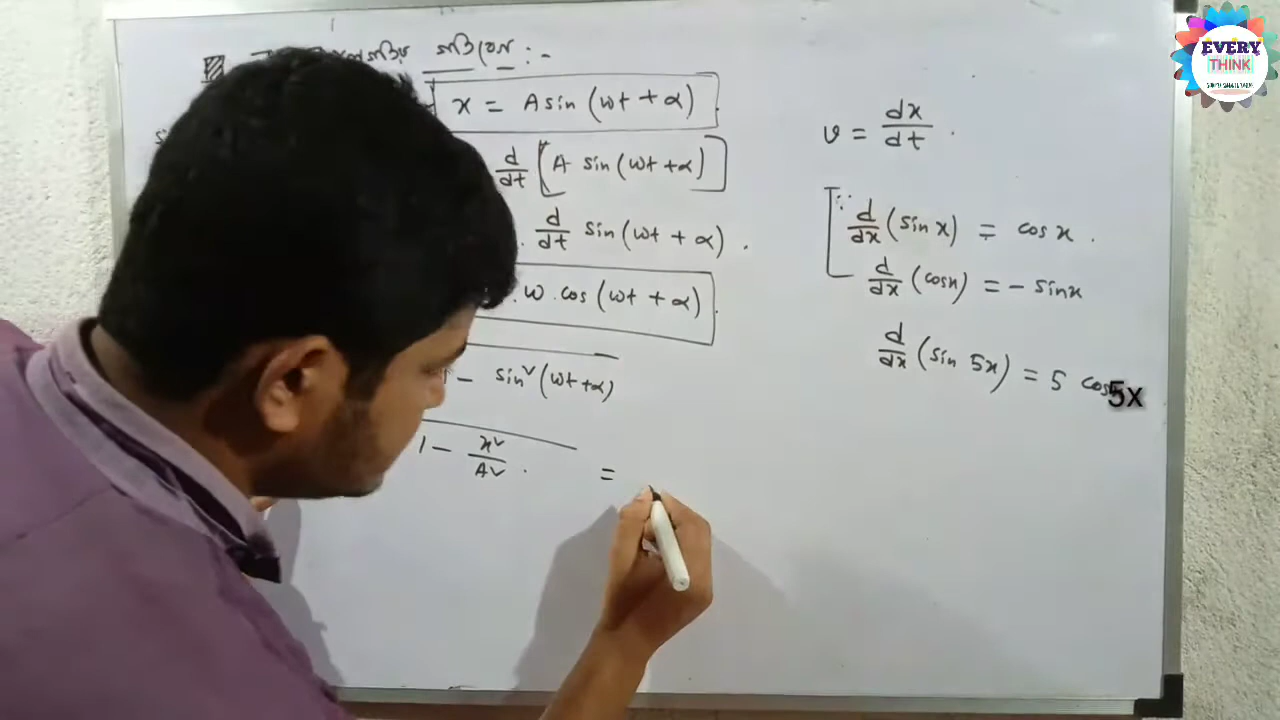 গতিবেগ :-
x = A sin (ωt + α)
d/dt [A sin (ωt + α)]
. d/dt sin (ωt + α) .
. ω . cos (ωt + α)
1 - sin² (ωt + α)
1 - x²/A² . =
v = dx/dt .
∵ d/dx (sin x) = cos x .
d/dx (cos x) = - sin x
d/dx (sin 5x) = 5 cos 5x
EVERY
THINK